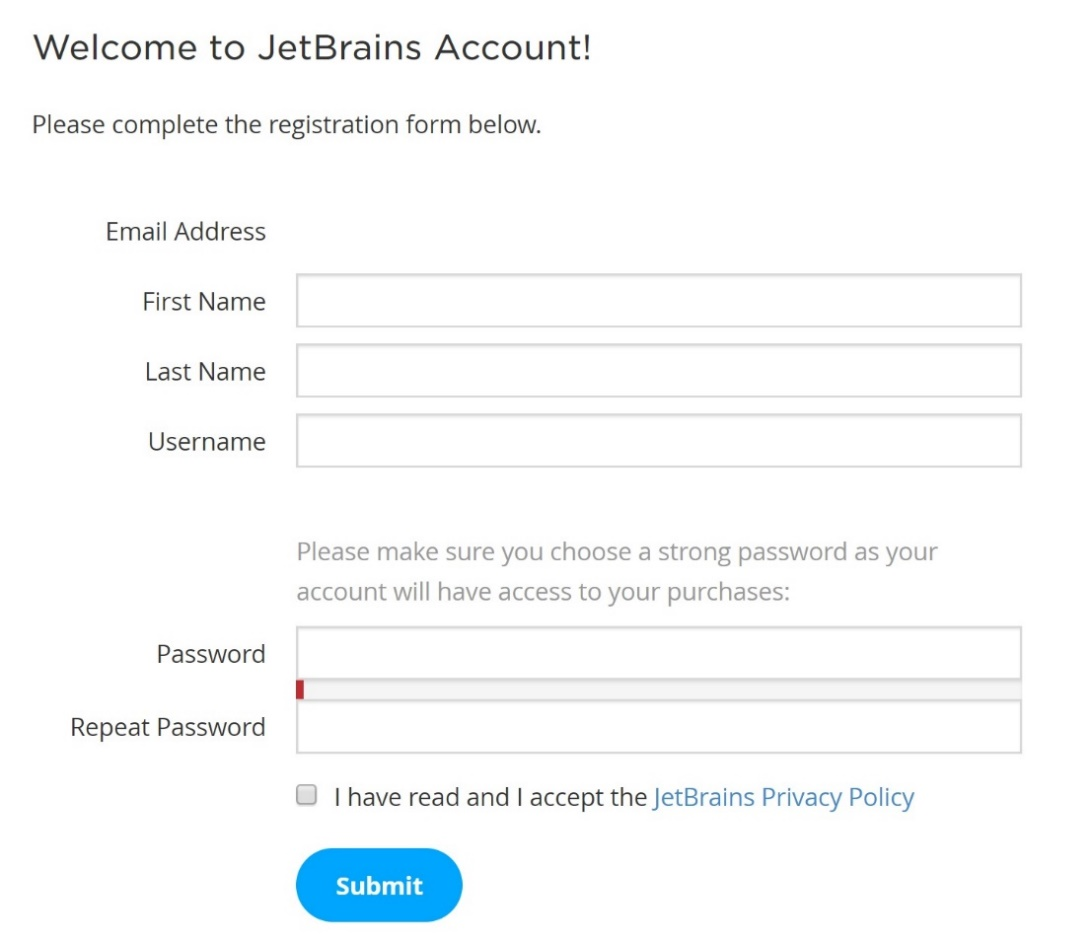 Welcome to JetBrains Account!
Please complete the registration form below.
Email Address
First Name
Last Name
Username
Please make sure you choose a strong password as your
account will have access to your purchases:
Password
Repeat Password
I have read and I accept the JetBrains Privacy Policy
Submit